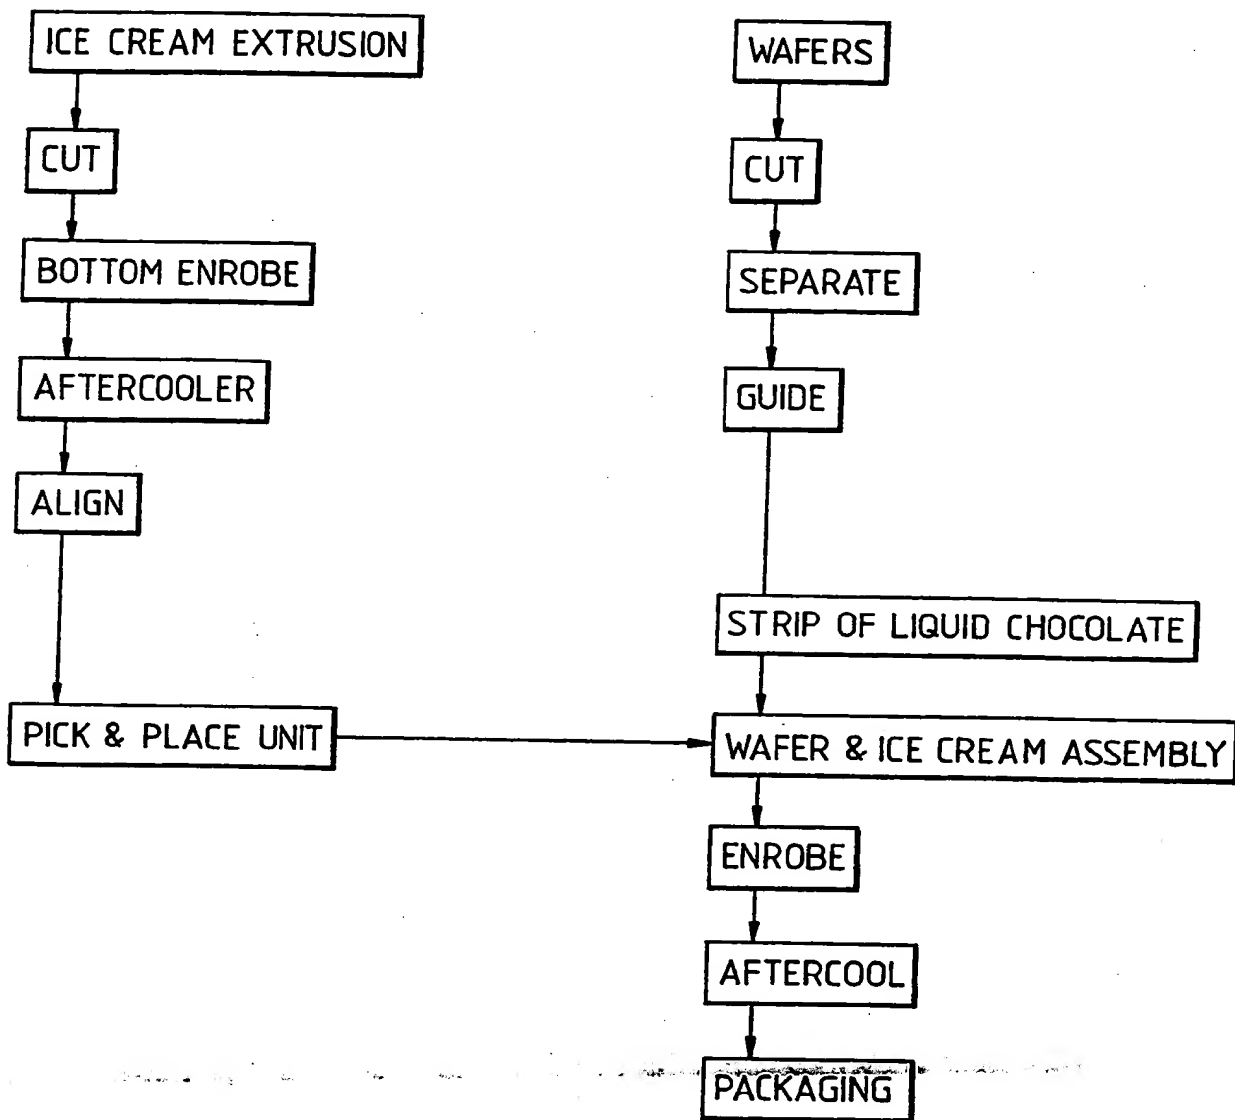 ICE CREAM EXTRUSION
CUT
BOTTOM ENROBE
AFTERCOOLER
ALIGN
PICK & PLACE UNIT
WAFERS
CUT
SEPARATE
GUIDE
STRIP OF LIQUID CHOCOLATE
WAFER & ICE CREAM ASSEMBLY
ENROBE
AFTERCOOL
PACKAGING